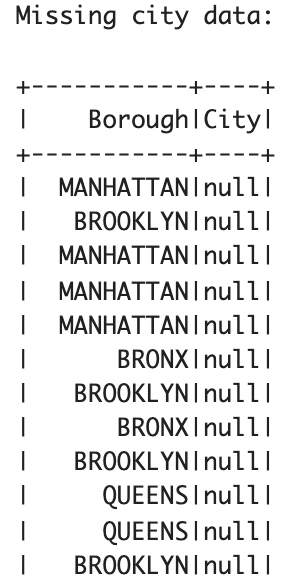 Missing city data:
+-----------+----+
|    Borough|City|
+-----------+----+
|  MANHATTAN|null|
|   BROOKLYN|null|
|  MANHATTAN|null|
|  MANHATTAN|null|
|  MANHATTAN|null|
|      BRONX|null|
|   BROOKLYN|null|
|      BRONX|null|
|   BROOKLYN|null|
|     QUEENS|null|
|     QUEENS|null|
|   BROOKLYN|null|